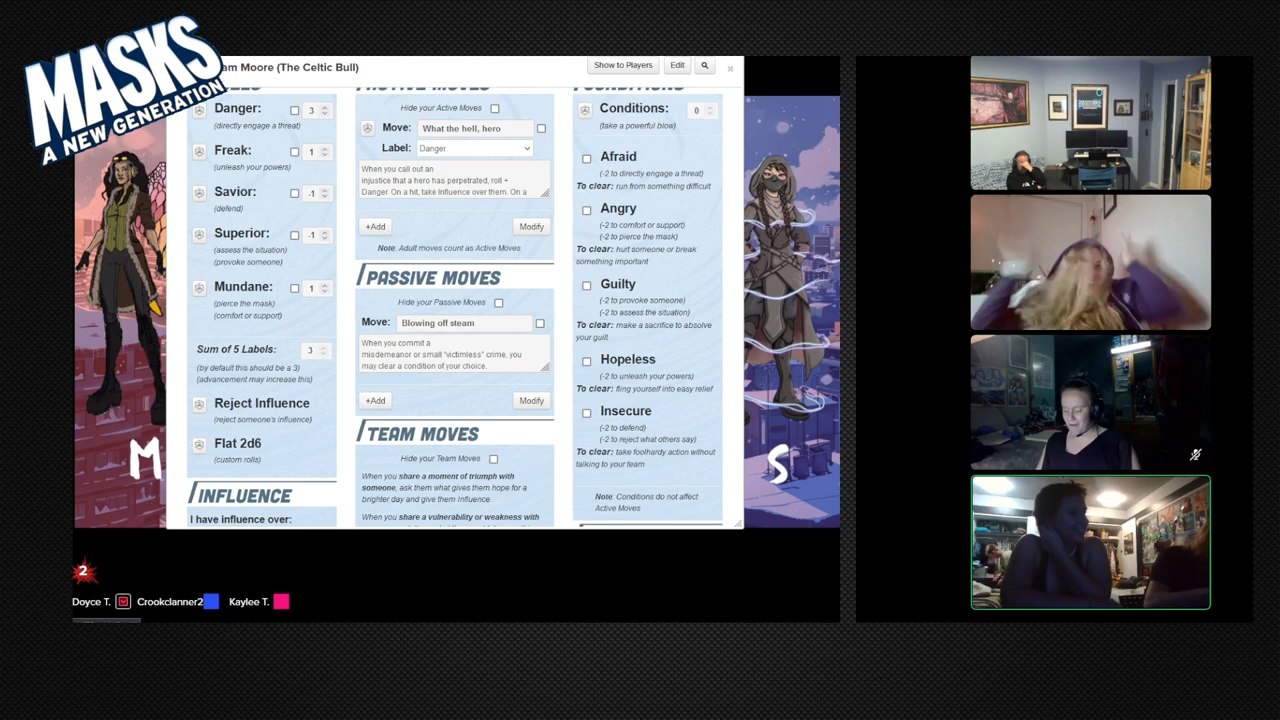 MASKS
A NEW GENERATION
am Moore (The Celtic Bull)
Show to Players
Edit
Danger:
3
(directly engage a threat)
Freak:
1
(unleash your powers)
Savior:
-1
(defend)
Superior:
-1
(assess the situation)
(provoke someone)
Mundane:
1
(pierce the mask)
(comfort or support)
Sum of 5 Labels:
3
(by default this should be a 3)
(advancement may increase this)
Reject Influence
(reject someone's influence)
Flat 2d6
(custom rolls)
INFLUENCE
I have influence over:
ACTIVE MOVES
Hide your Active Moves
Move:
What the hell, hero
Label:
Danger
When you call out an
injustice that a hero has perpetrated, roll +
Danger. On a hit, take Influence over them. On a
+Add
Modify
Note: Adult moves count as Active Moves
PASSIVE MOVES
Hide your Passive Moves
Move:
Blowing off steam
When you commit a
misdemeanor or small "victimless" crime, you
may clear a condition of your choice.
+Add
Modify
TEAM MOVES
Hide your Team Moves
When you share a moment of triumph with
someone, ask them what gives them hope for a
brighter day and give them Influence.
When you share a vulnerability or weakness with
CONDITIONS
Conditions:
0
(take a powerful blow)
Afraid
(-2 to directly engage a threat)
To clear: run from something difficult
Angry
(-2 to comfort or support)
(-2 to pierce the mask)
To clear: hurt someone or break
something important
Guilty
(-2 to provoke someone)
(-2 to assess the situation)
To clear: make a sacrifice to absolve
your guilt
Hopeless
(-2 to unleash your powers)
To clear: fling yourself into easy relief
Insecure
(-2 to defend)
(-2 to reject what others say)
To clear: take foolhardy action without
talking to your team
Note: Conditions do not affect
Active Moves
M
S
2
Doyce T.
Crookclanner2
Kaylee T.